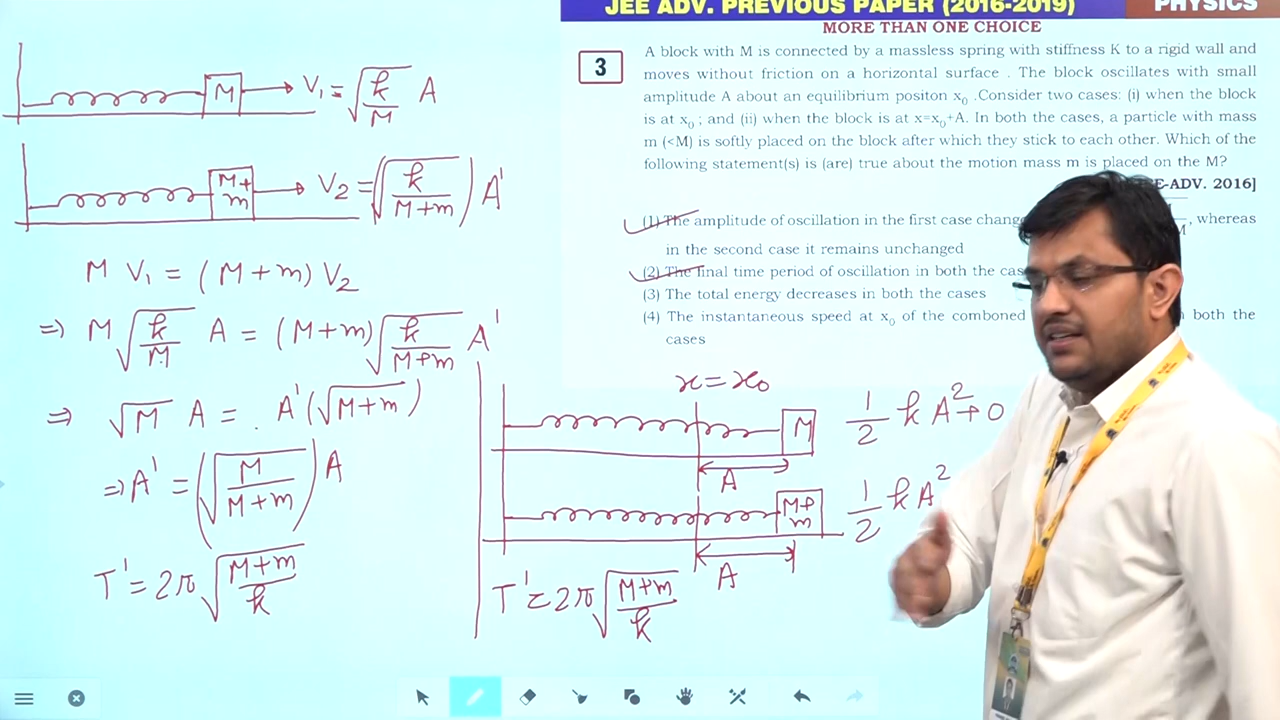 JEE ADV. PREVIOUS PAPER (2016-2019)
PHYSICS
MORE THAN ONE CHOICE
3
A block with M is connected by a massless spring with stiffness K to a rigid wall and
moves without friction on a horizontal surface . The block oscillates with small
amplitude A about an equilibrium positon x₀ .Consider two cases: (i) when the block
is at x₀ ; and (ii) when the block is at x=x₀+A. In both the cases, a particle with mass
m (<M) is softly placed on the block after which they stick to each other. Which of the
following statement(s) is (are) true about the motion mass m is placed on the M?
E-ADV. 2016]
(1) The amplitude of oscillation in the first case chang
, whereas
in the second case it remains unchanged
(2) The final time period of oscillation in both the cas
(3) The total energy decreases in both the cases
(4) The instantaneous speed at x₀ of the comboned
both the
cases
M → V₁ = √(k/M) A
M+m → V₂ = (√(k/(M+m))) A'
M V₁ = (M+m) V₂
⇒ M √(k/M) A = (M+m) √(k/(M+m)) A'
⇒ √M A = A' (√(M+m))
⇒ A' = (√(M/(M+m))) A
T' = 2π √((M+m)/k)
x = x₀
M
½ k A² + 0
A
M+m
½ k A²
A
T' = 2π √((M+m)/k)